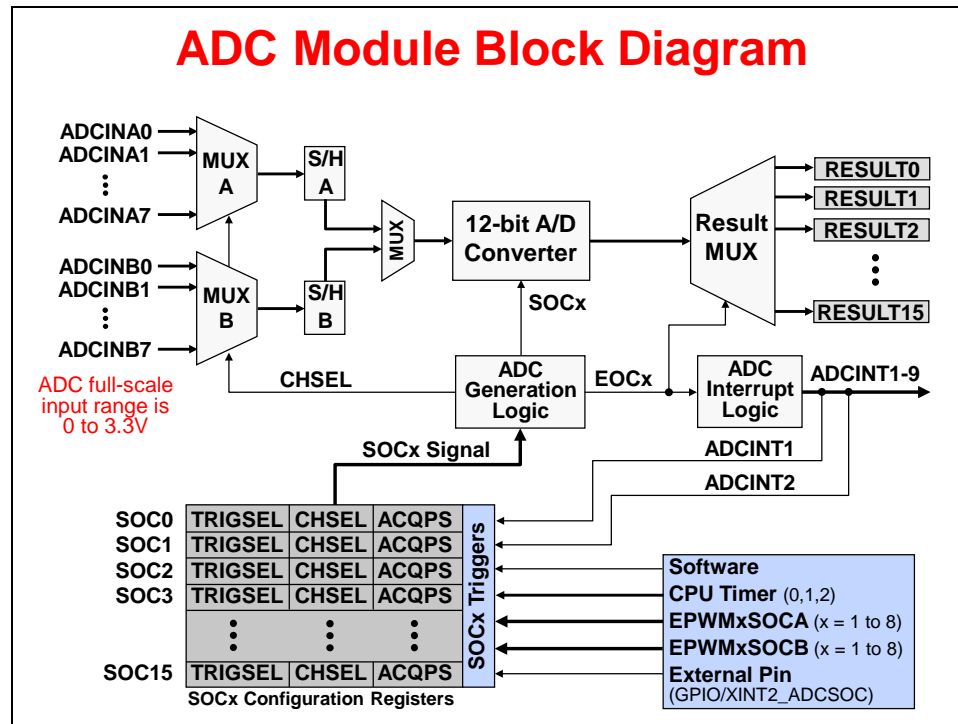 ADC Module Block Diagram
ADCINA0
ADCINA1
ADCINA7
MUX
A
S/H
A
ADCINB0
ADCINB1
ADCINB7
MUX
B
S/H
B
MUX
12-bit A/D
Converter
Result
MUX
RESULT0
RESULT1
RESULT2
RESULT15
SOCx
ADC full-scale
input range is
0 to 3.3V
CHSEL
ADC
Generation
Logic
EOCx
ADC
Interrupt
Logic
ADCINT1-9
SOCx Signal
ADCINT1
ADCINT2
SOC0 TRIGSEL CHSEL ACQPS
SOC1 TRIGSEL CHSEL ACQPS
SOC2 TRIGSEL CHSEL ACQPS
SOC3 TRIGSEL CHSEL ACQPS
SOC15 TRIGSEL CHSEL ACQPS
SOCx Configuration Registers
SOCx Triggers
Software
CPU Timer (0,1,2)
EPWMxSOCA (x = 1 to 8)
EPWMxSOCB (x = 1 to 8)
External Pin
(GPIO/XINT2_ADCSOC)